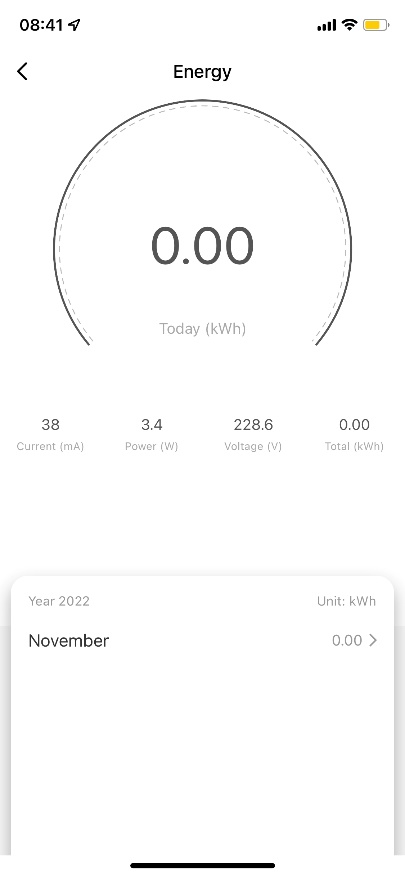 08:41
Energy
0.00
Today (kWh)
38 3.4 228.6 0.00
Current (mA) Power (W) Voltage (V) Total (kWh)
Year 2022 Unit: kWh
November 0.00